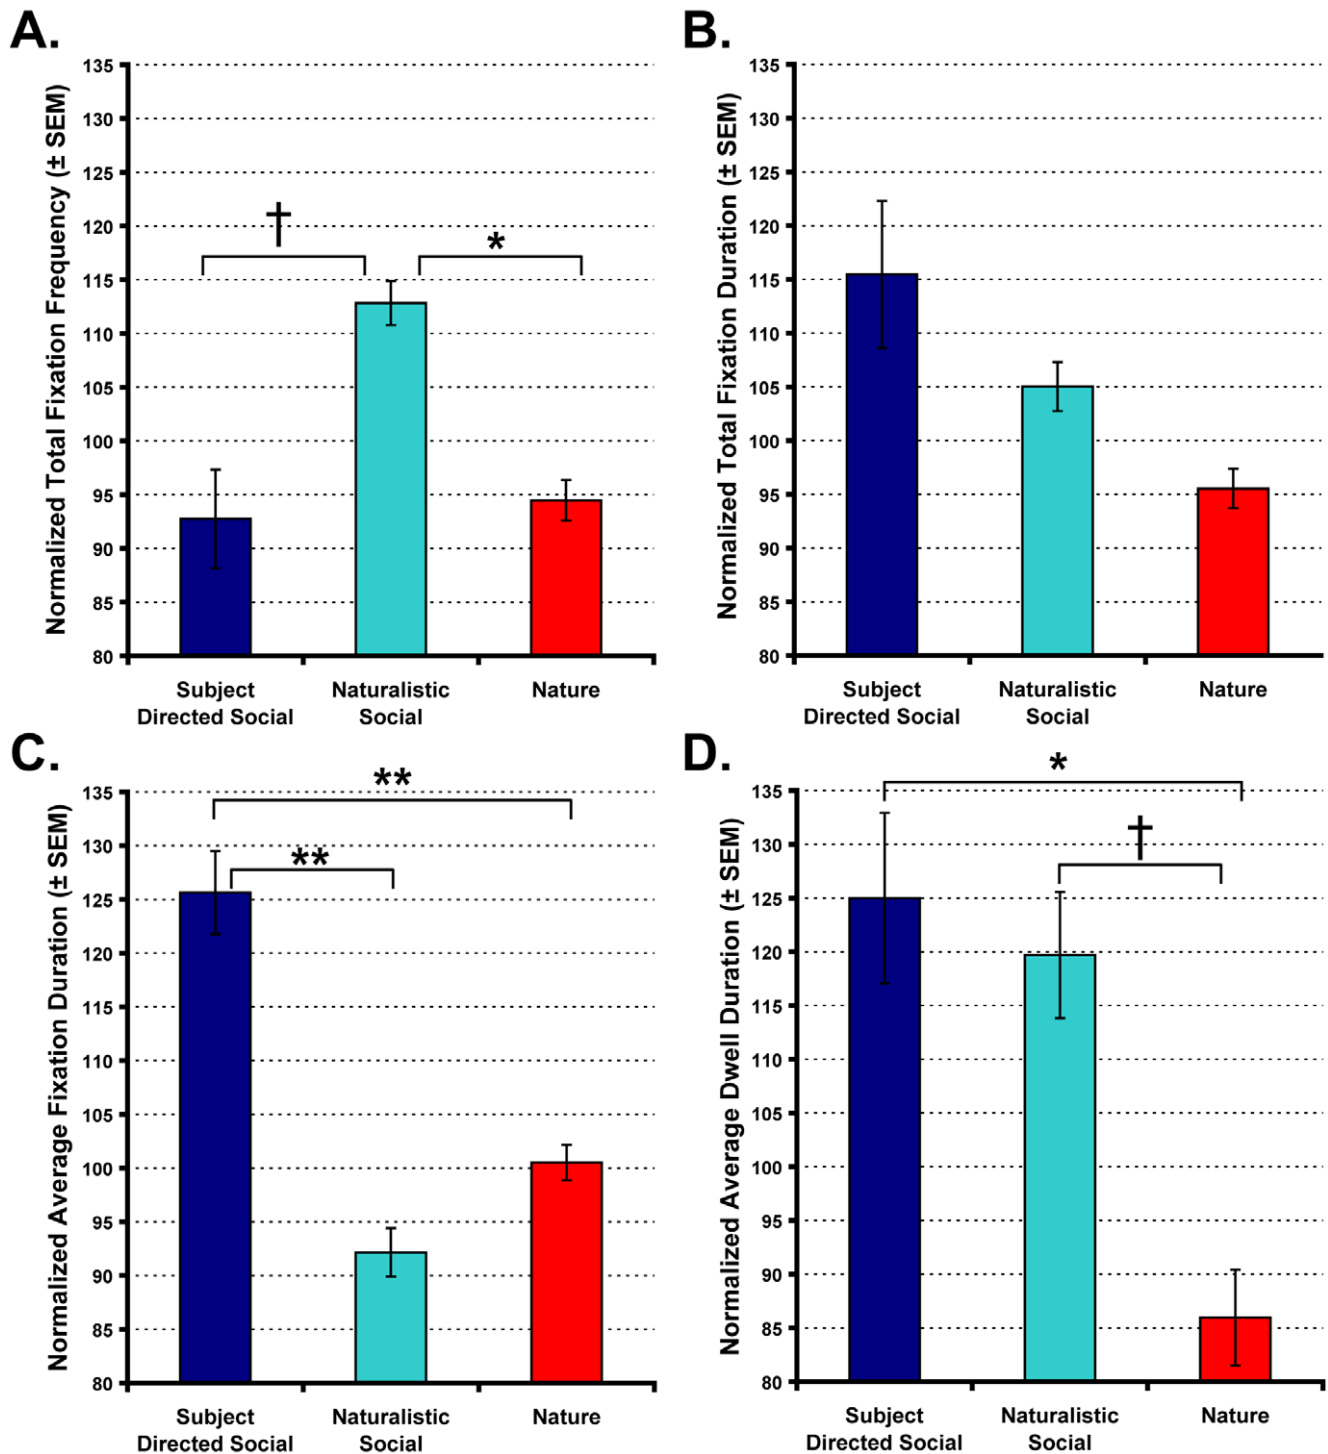 A.
Normalized Total Fixation Frequency (± SEM)
135
130
125
120
115
110
105
100
95
90
85
80
†
*
Subject
Directed Social
Naturalistic
Social
Nature
B.
Normalized Total Fixation Duration (± SEM)
135
130
125
120
115
110
105
100
95
90
85
80
Subject
Directed Social
Naturalistic
Social
Nature
C.
Normalized Average Fixation Duration (± SEM)
135
130
125
120
115
110
105
100
95
90
85
80
**
**
Subject
Directed Social
Naturalistic
Social
Nature
D.
Normalized Average Dwell Duration (± SEM)
135
130
125
120
115
110
105
100
95
90
85
80
*
†
Subject
Directed Social
Naturalistic
Social
Nature